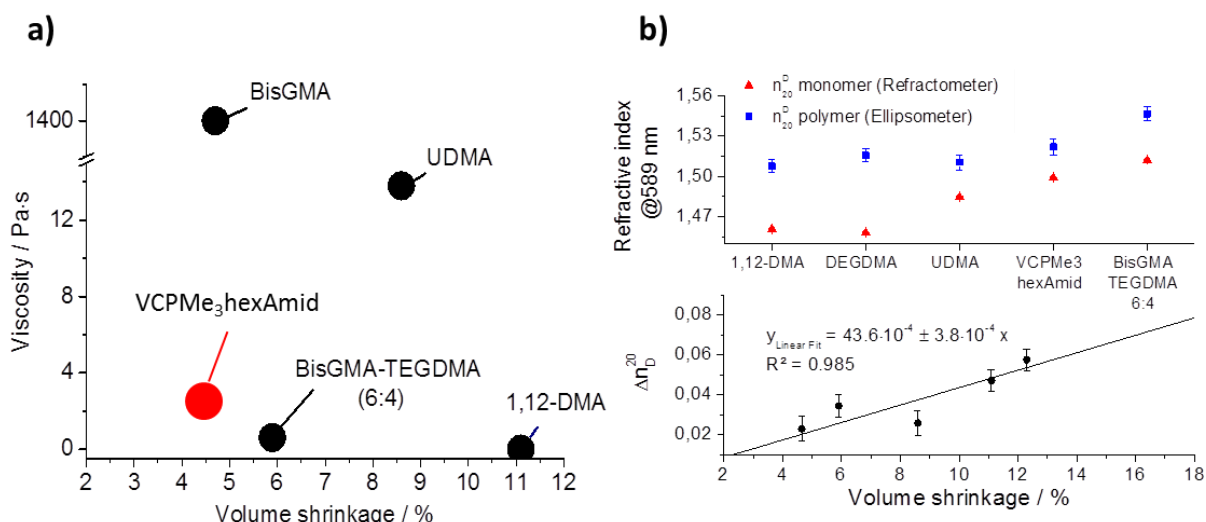 a)
BisGMA
1400
UDMA
12
8
4
0
Viscosity / Pa·s
VCPMe₃hexAmid
BisGMA-TEGDMA
(6:4)
1,12-DMA
2 3 4 5 6 7 8 9 10 11 12
Volume shrinkage / %
b)
n₂₀ᴰ monomer (Refractometer)
n₂₀ᴰ polymer (Ellipsometer)
1,56
1,53
1,50
1,47
Refractive index
@589 nm
1,12-DMA DEGDMA UDMA VCPMe3 BisGMA
hexAmid TEGDMA
6:4
0,08
0,06
0,04
0,02
Δn_D²⁰
y Linear Fit = 43.6·10⁻⁴ ± 3.8·10⁻⁴ x
R² = 0.985
2 4 6 8 10 12 14 16 18
Volume shrinkage / %